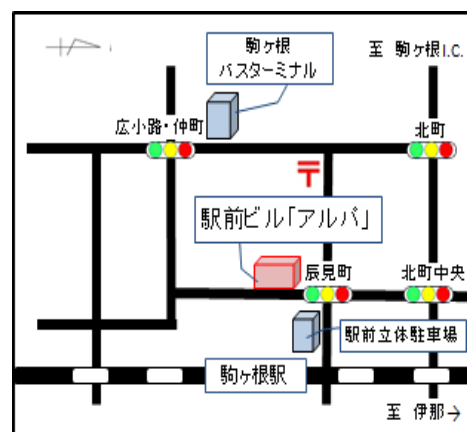 駒ヶ根
バスターミナル
至 駒ヶ根I.C.
広小路・仲町
北町
〒
駅前ビル「アルパ」
辰見町
北町中央
駅前立体駐車場
駒ヶ根駅
至 伊那→